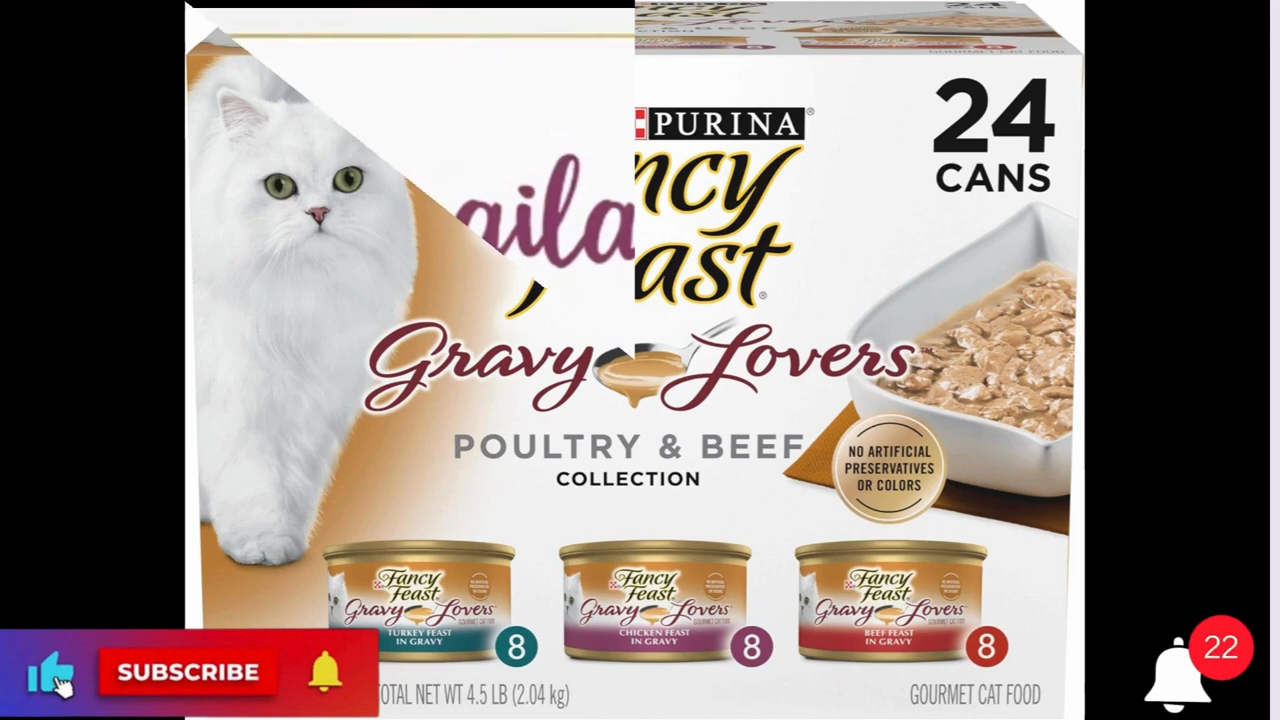 24
CANS
PURINA
ncy
east
aila
Gravy Lovers
POULTRY & BEEF
COLLECTION
NO ARTIFICIAL
PRESERVATIVES
OR COLORS
Fancy
Feast
Gravy Lovers
TURKEY FEAST
IN GRAVY
8
Fancy
Feast
Gravy Lovers
CHICKEN FEAST
IN GRAVY
8
Fancy
Feast
Gravy Lovers
BEEF FEAST
IN GRAVY
8
SUBSCRIBE
22
OTAL NET WT 4.5 LB (2.04 kg)
GOURMET CAT FOOD